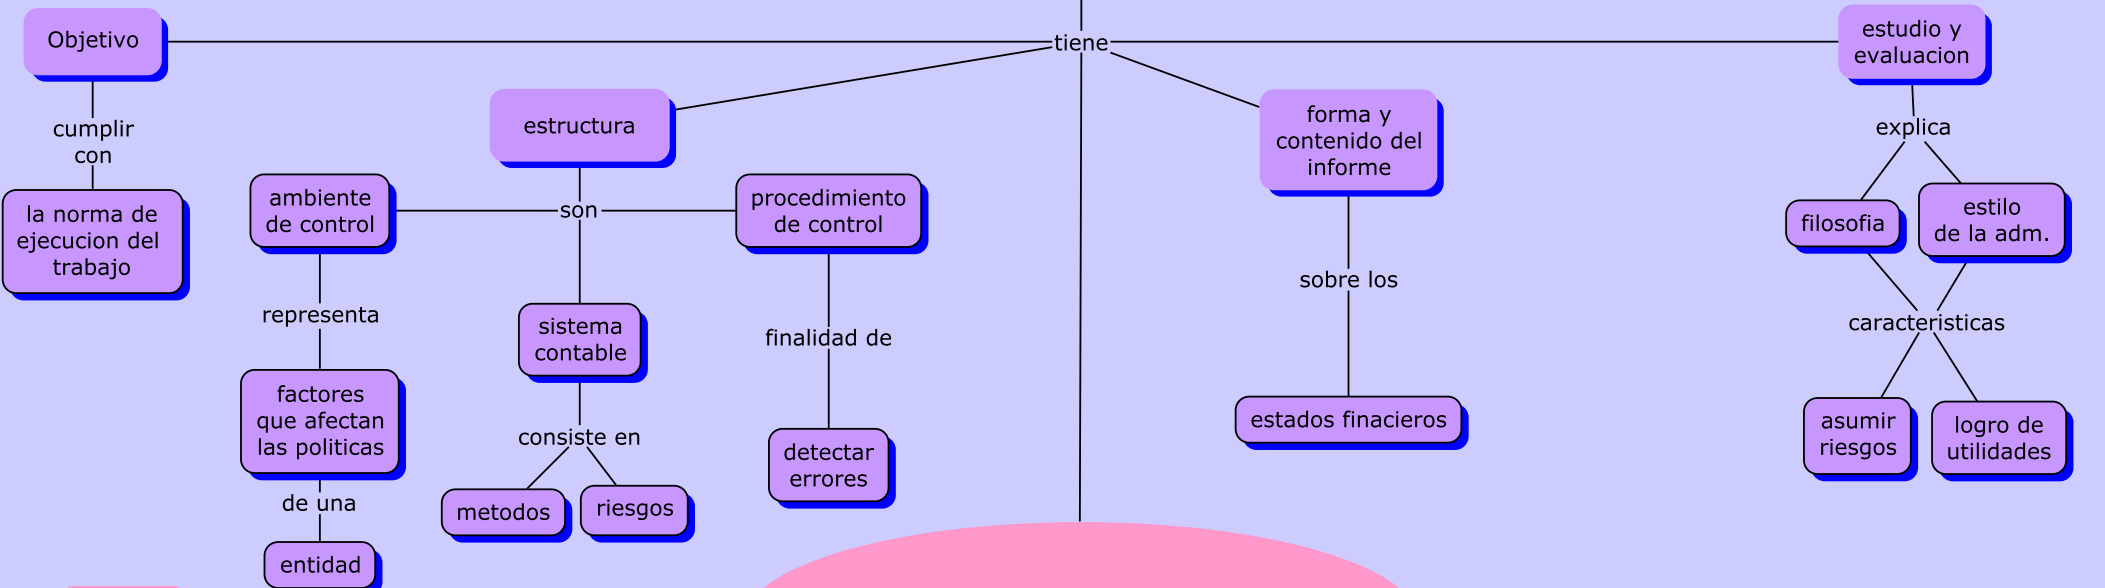 Objetivo
cumplir
con
la norma de
ejecucion del
trabajo
tiene
estructura
son
ambiente
de control
representa
factores
que afectan
las politicas
de una
entidad
sistema
contable
consiste en
metodos
riesgos
procedimiento
de control
finalidad de
detectar
errores
forma y
contenido del
informe
sobre los
estados finacieros
estudio y
evaluacion
explica
filosofia
estilo
de la adm.
caracteristicas
asumir
riesgos
logro de
utilidades